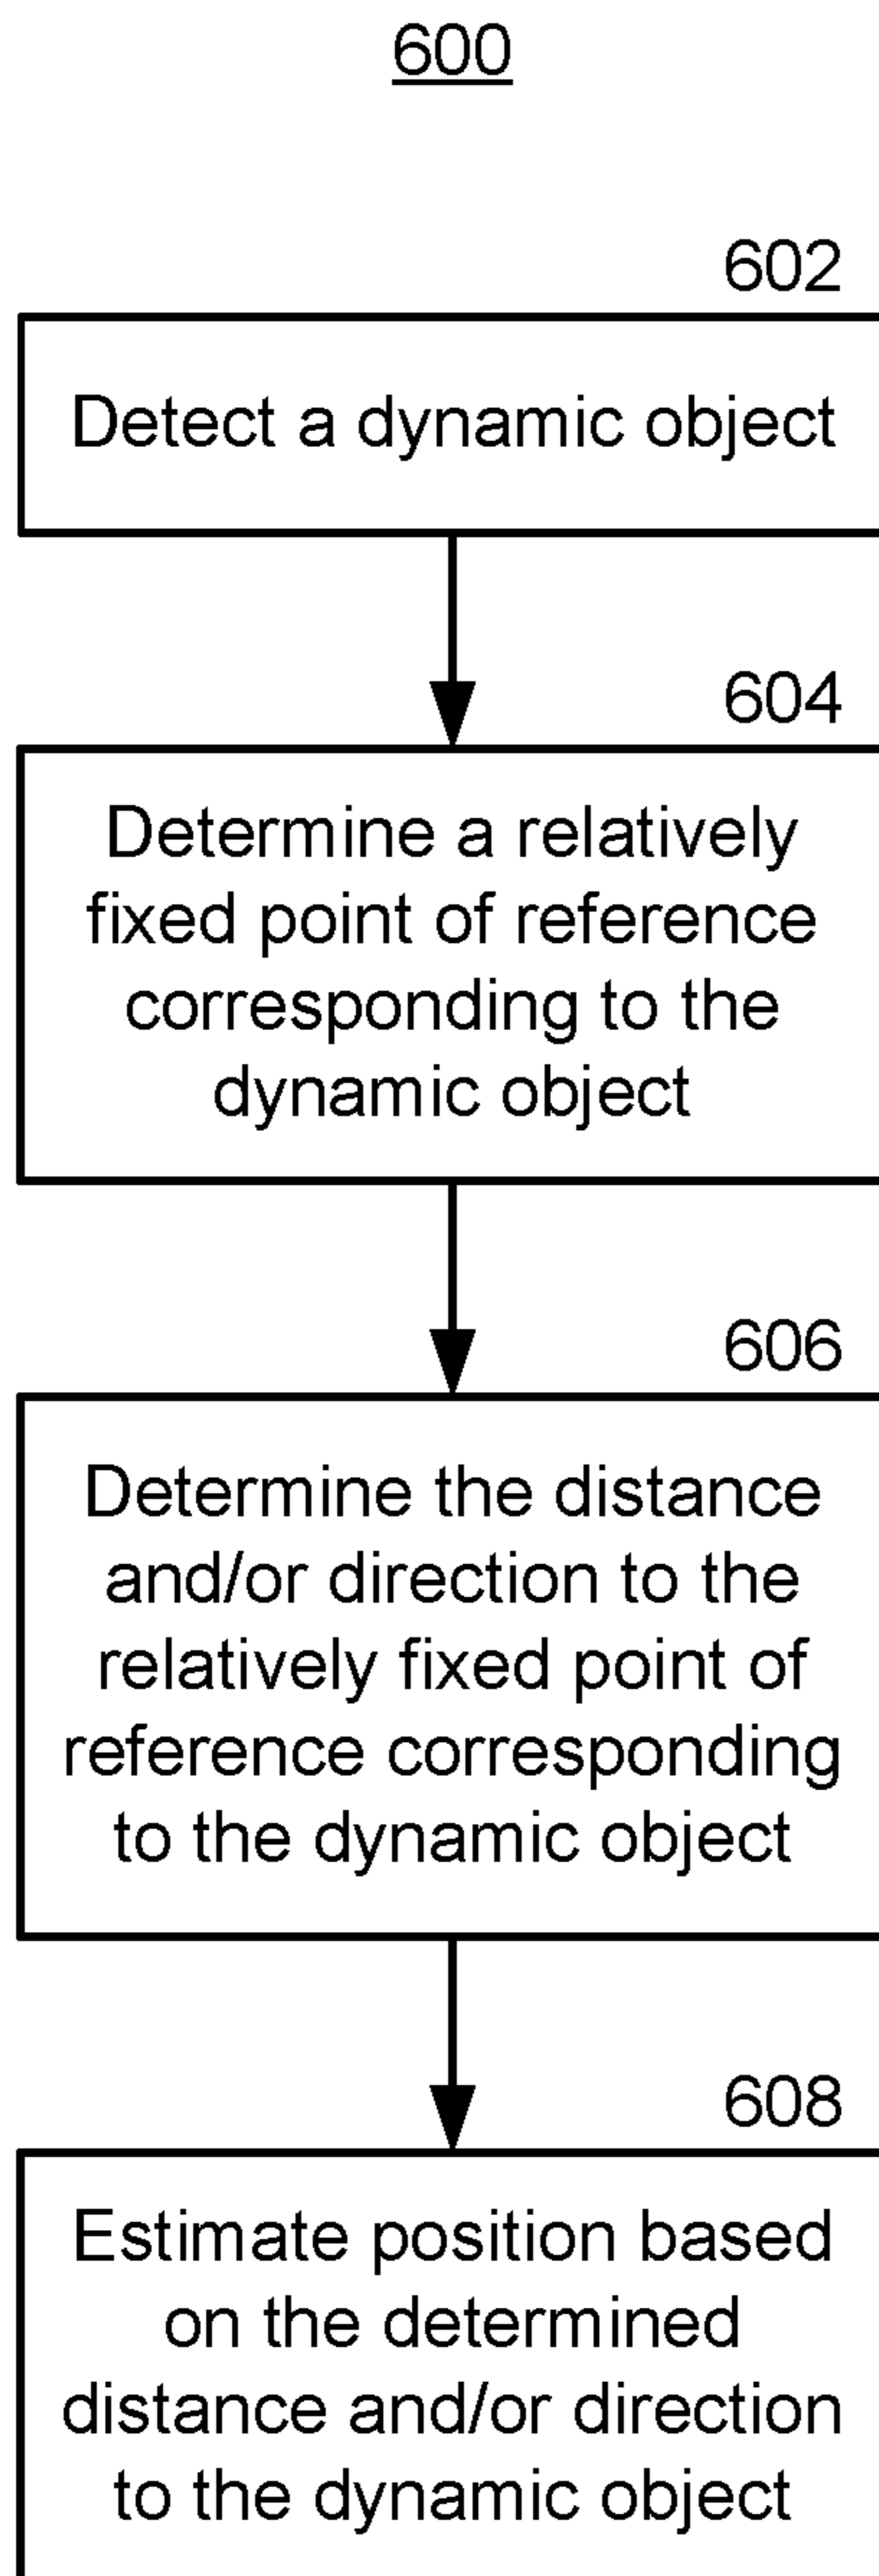 600
602
Detect a dynamic object
604
Determine a relatively
fixed point of reference
corresponding to the
dynamic object
606
Determine the distance
and/or direction to the
relatively fixed point of
reference corresponding
to the dynamic object
608
Estimate position based
on the determined
distance and/or direction
to the dynamic object